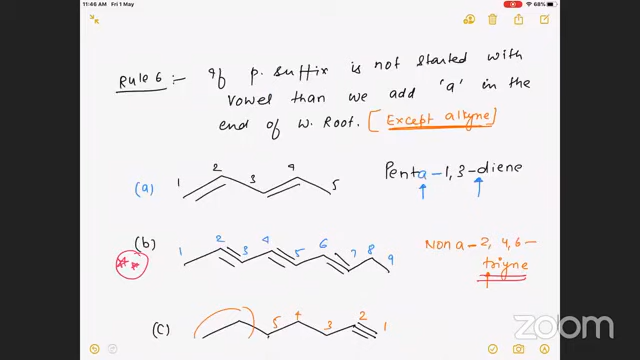 11:46 AM Fri 1 May
68%
Rule 6 :- If p. suffix is not started with
vowel than we add 'a' in the
end of W. Root. [Except alkyne]
(a) 1 2 3 4 5 Penta-1,3-diene
(b) 1 2 3 4 5 6 7 8 9 Nona-2,4,6-
triyne
(c) 5 4 3 2 1
zoom